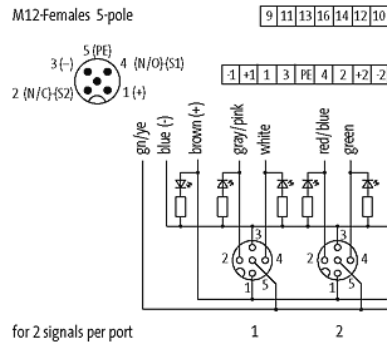 M12-Females 5-pole
9 11 13 16 14 12 10
5 (PE)
3 (–) 4 (N/O)-(S1)
2 (N/C)-(S2) 1 (+)
-1 +1 1 3 PE 4 2 +2 -2
gn/ye
blue (-)
brown (+)
gray/pink
white
red/blue
green
3 3
2 4 2 4
1 5 1 5
for 2 signals per port 1 2